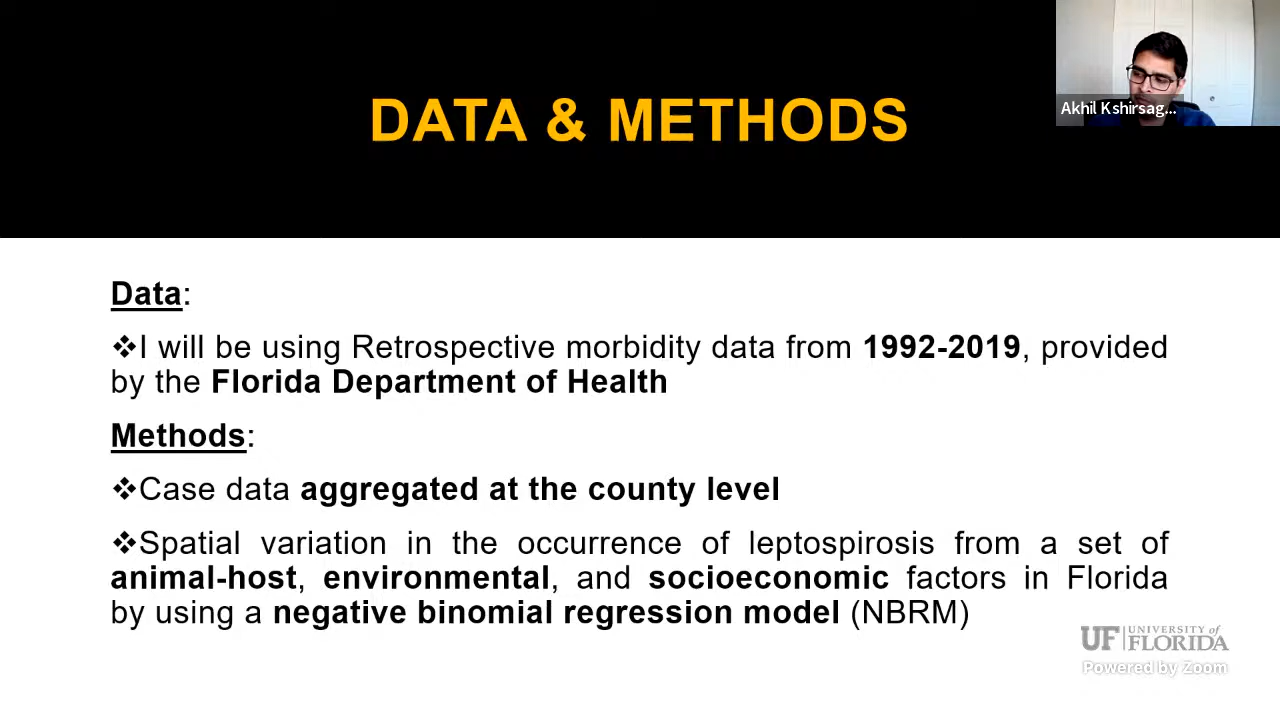 DATA & METHODS
Akhil Kshirsag...
Data:
❖I will be using Retrospective morbidity data from 1992-2019, provided
by the Florida Department of Health
Methods:
❖Case data aggregated at the county level
❖Spatial variation in the occurrence of leptospirosis from a set of
animal-host, environmental, and socioeconomic factors in Florida
by using a negative binomial regression model (NBRM)
UF UNIVERSITY of
FLORIDA
Powered by Zoom